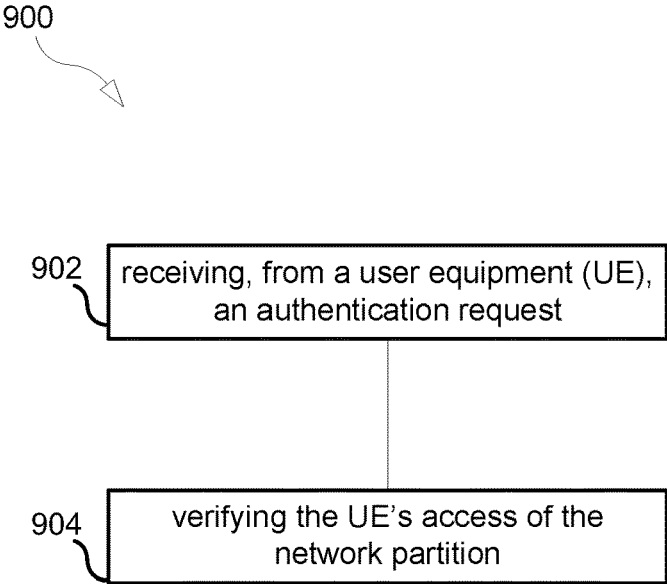 900
902
receiving, from a user equipment (UE),
an authentication request
904
verifying the UE's access of the
network partition